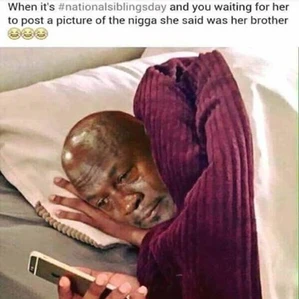 When it's #nationalsiblingsday and you waiting for her
to post a picture of the nigga she said was her brother
😂😂😂